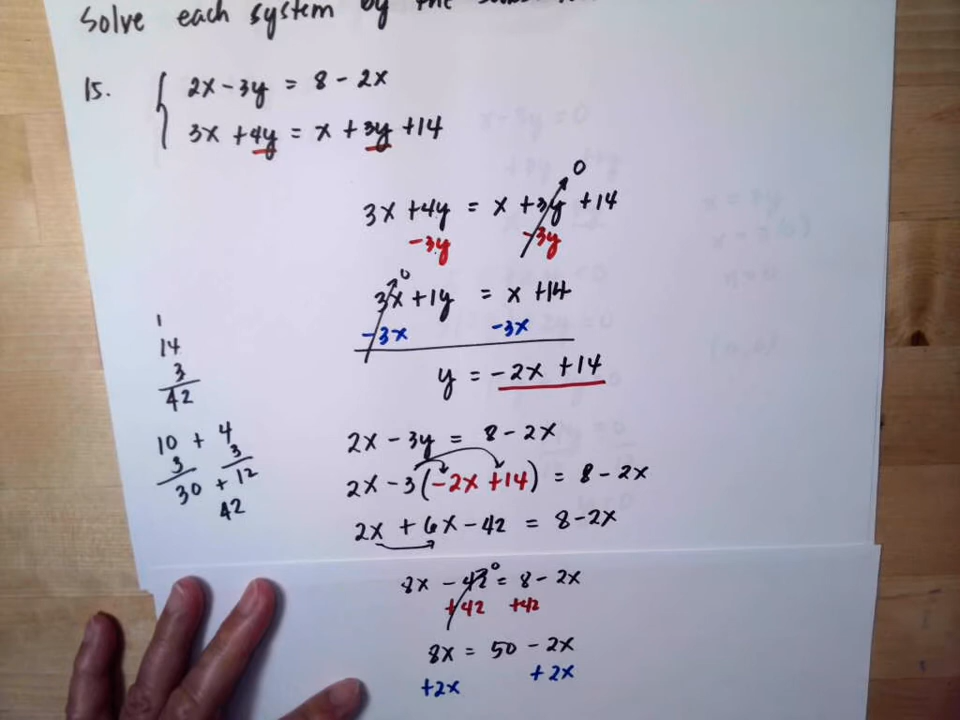 Solve each system by the
15. 2x - 3y = 8 - 2x
3x + 4y = x + 3y + 14
0
3x + 4y = x + 3y + 14
-3y -3y
0
3x + 1y = x + 14
-3x -3x
y = -2x + 14
1
14
3
42
10 + 4
3 3
30 + 12
42
2x - 3y = 8 - 2x
2x - 3(-2x + 14) = 8 - 2x
2x + 6x - 42 = 8 - 2x
0
8x - 42 = 8 - 2x
+42 +42
8x = 50 - 2x
+2x +2x